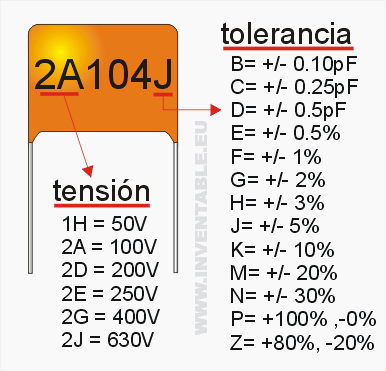 2A104J
tensión
1H = 50V
2A = 100V
2D = 200V
2E = 250V
2G = 400V
2J = 630V
tolerancia
B= +/- 0.10pF
C= +/- 0.25pF
D= +/- 0.5pF
E= +/- 0.5%
F= +/- 1%
G= +/- 2%
H= +/- 3%
J= +/- 5%
K= +/- 10%
M= +/- 20%
N= +/- 30%
P= +100% ,-0%
Z= +80%, -20%
WWW.INVENTABLE.EU